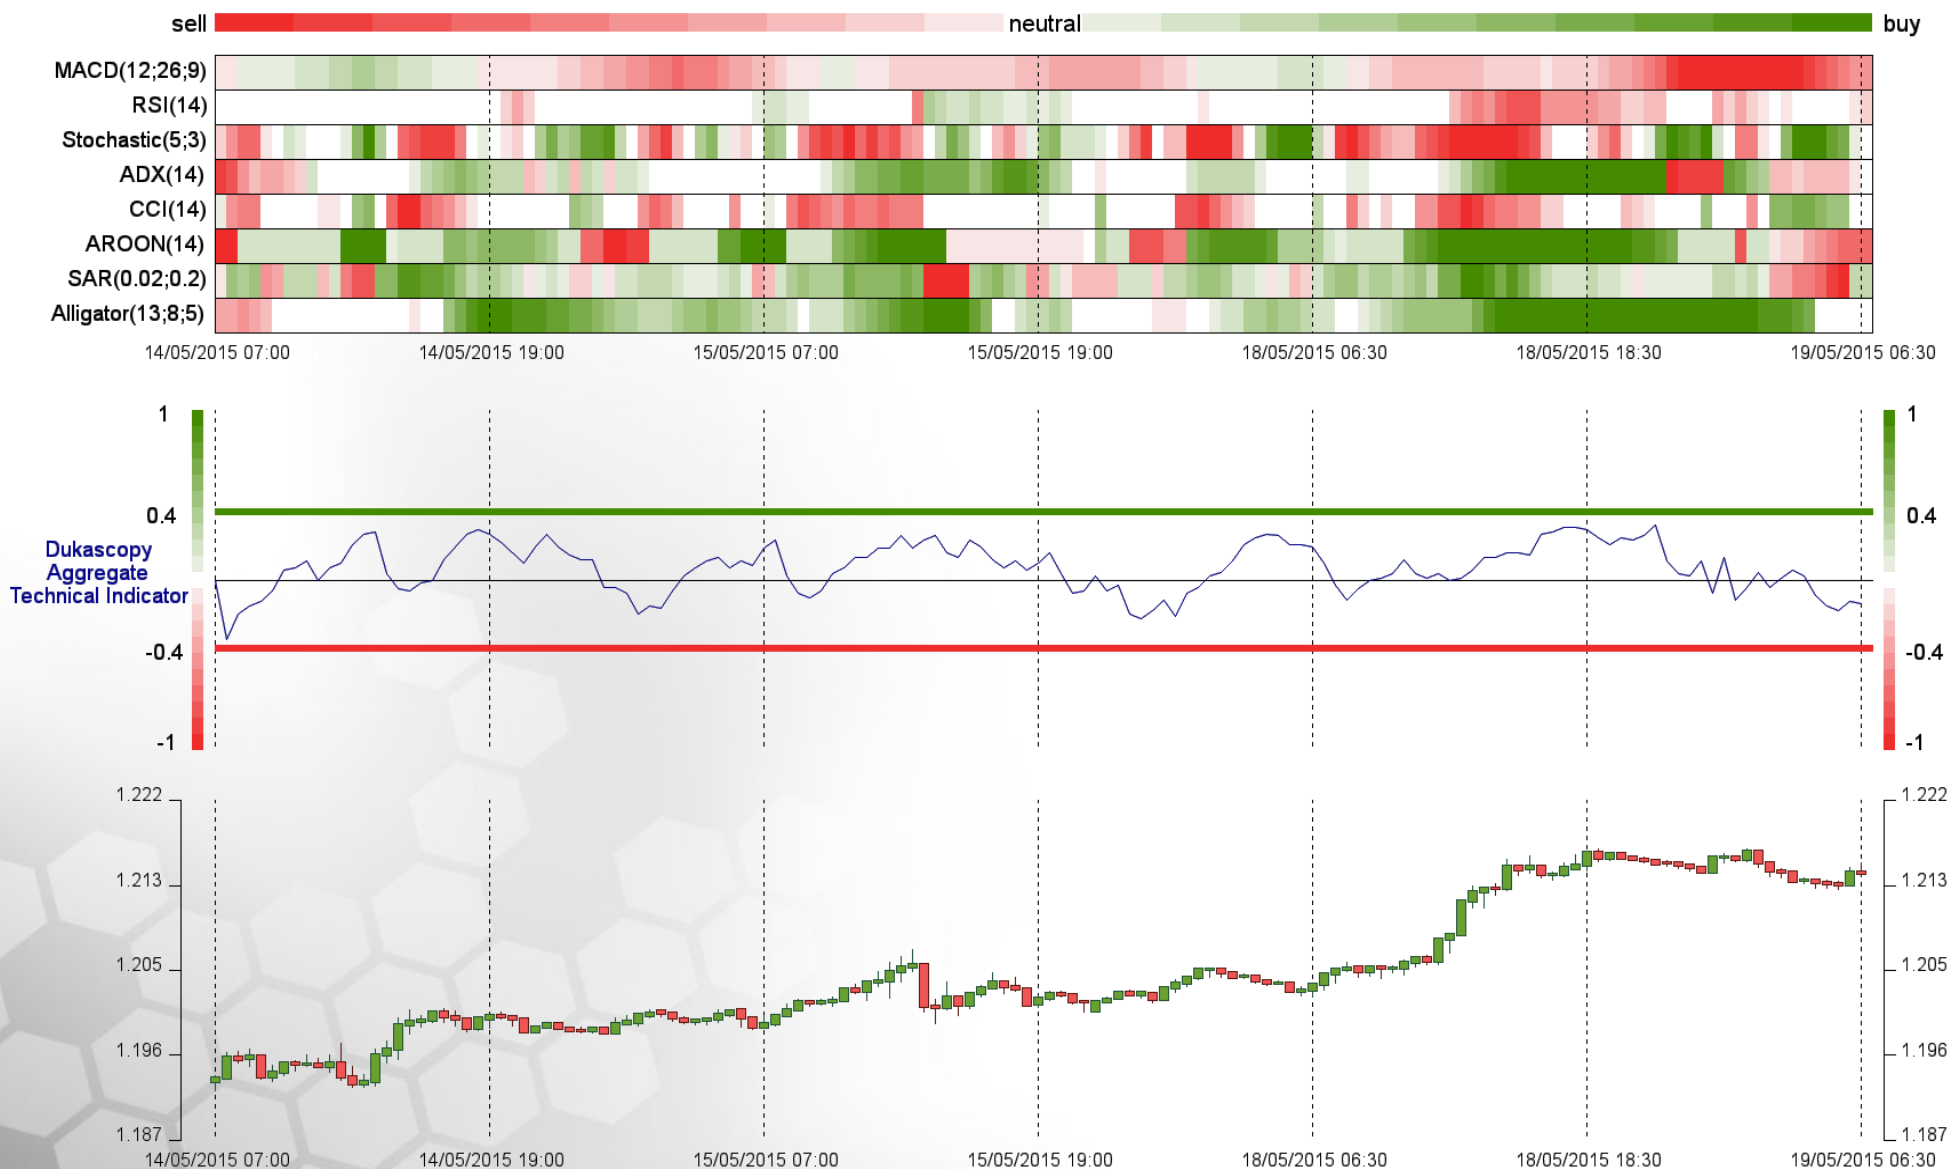 sell neutral buy
MACD(12;26;9)
RSI(14)
Stochastic(5;3)
ADX(14)
CCI(14)
AROON(14)
SAR(0.02;0.2)
Alligator(13;8;5)
14/05/2015 07:00 14/05/2015 19:00 15/05/2015 07:00 15/05/2015 19:00 18/05/2015 06:30 18/05/2015 18:30 19/05/2015 06:30
1 1
0.4 0.4
Dukascopy
Aggregate
Technical Indicator
-0.4 -0.4
-1 -1
1.222 1.222
1.213 1.213
1.205 1.205
1.196 1.196
1.187 1.187
14/05/2015 07:00 14/05/2015 19:00 15/05/2015 07:00 15/05/2015 19:00 18/05/2015 06:30 18/05/2015 18:30 19/05/2015 06:30